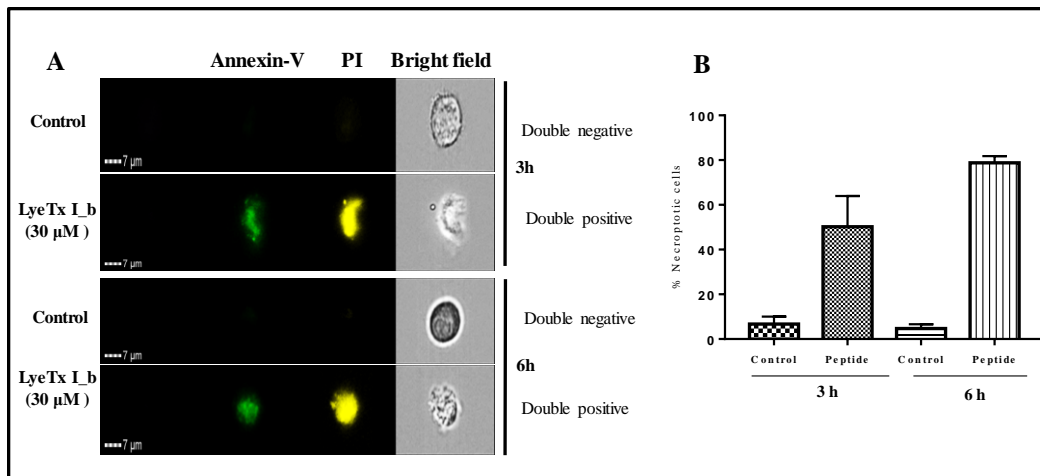 A
Annexin-V PI Bright field
Control
7 µm
Double negative
3h
LyeTx I_b
(30 µM )
7 µm
Double positive
Control
7 µm
Double negative
6h
LyeTx I_b
(30 µM )
7 µm
Double positive
B
% Necroptotic cells
100
80
60
40
20
0
Control Peptide Control Peptide
3 h 6 h